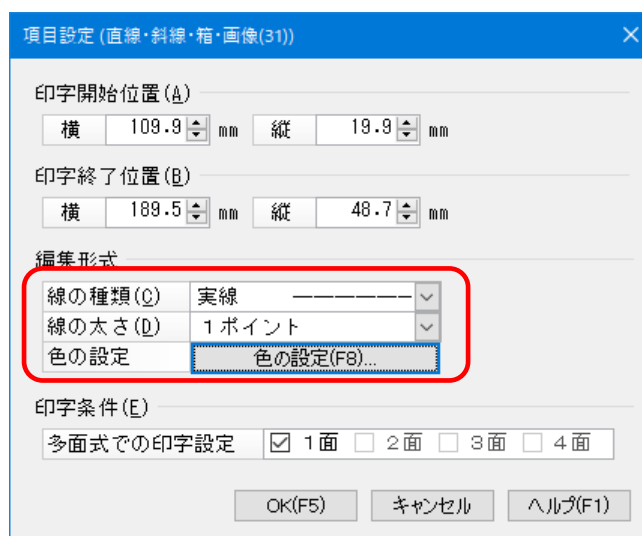 項目設定 (直線・斜線・箱・画像(31))
印字開始位置(A)
横 109.9 mm 縦 19.9 mm
印字終了位置(B)
横 189.5 mm 縦 48.7 mm
編集形式
線の種類(C) 実線 ――――――
線の太さ(D) 1ポイント
色の設定 色の設定(F8)...
印字条件(E)
多面式での印字設定 1面 2面 3面 4面
OK(F5) キャンセル ヘルプ(F1)